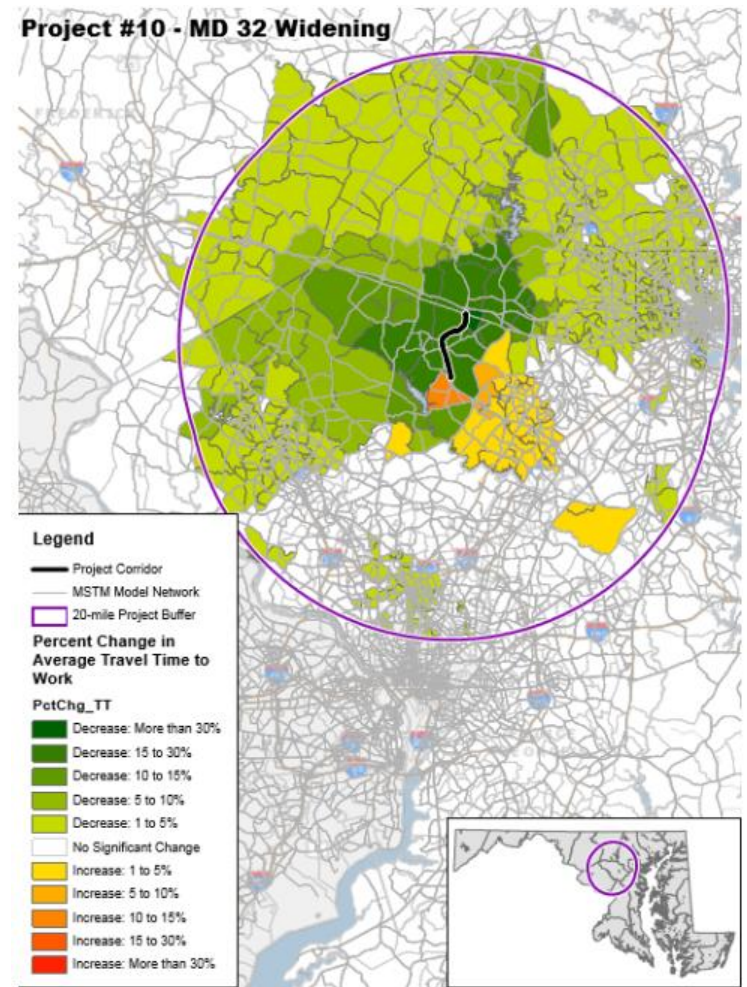 Project #10 - MD 32 Widening
FREDERICK
Legend
Project Corridor
MSTM Model Network
20-mile Project Buffer
Percent Change in
Average Travel Time to
Work
PctChg_TT
Decrease: More than 30%
Decrease: 15 to 30%
Decrease: 10 to 15%
Decrease: 5 to 10%
Decrease: 1 to 5%
No Significant Change
Increase: 1 to 5%
Increase: 5 to 10%
Increase: 10 to 15%
Increase: 15 to 30%
Increase: More than 30%